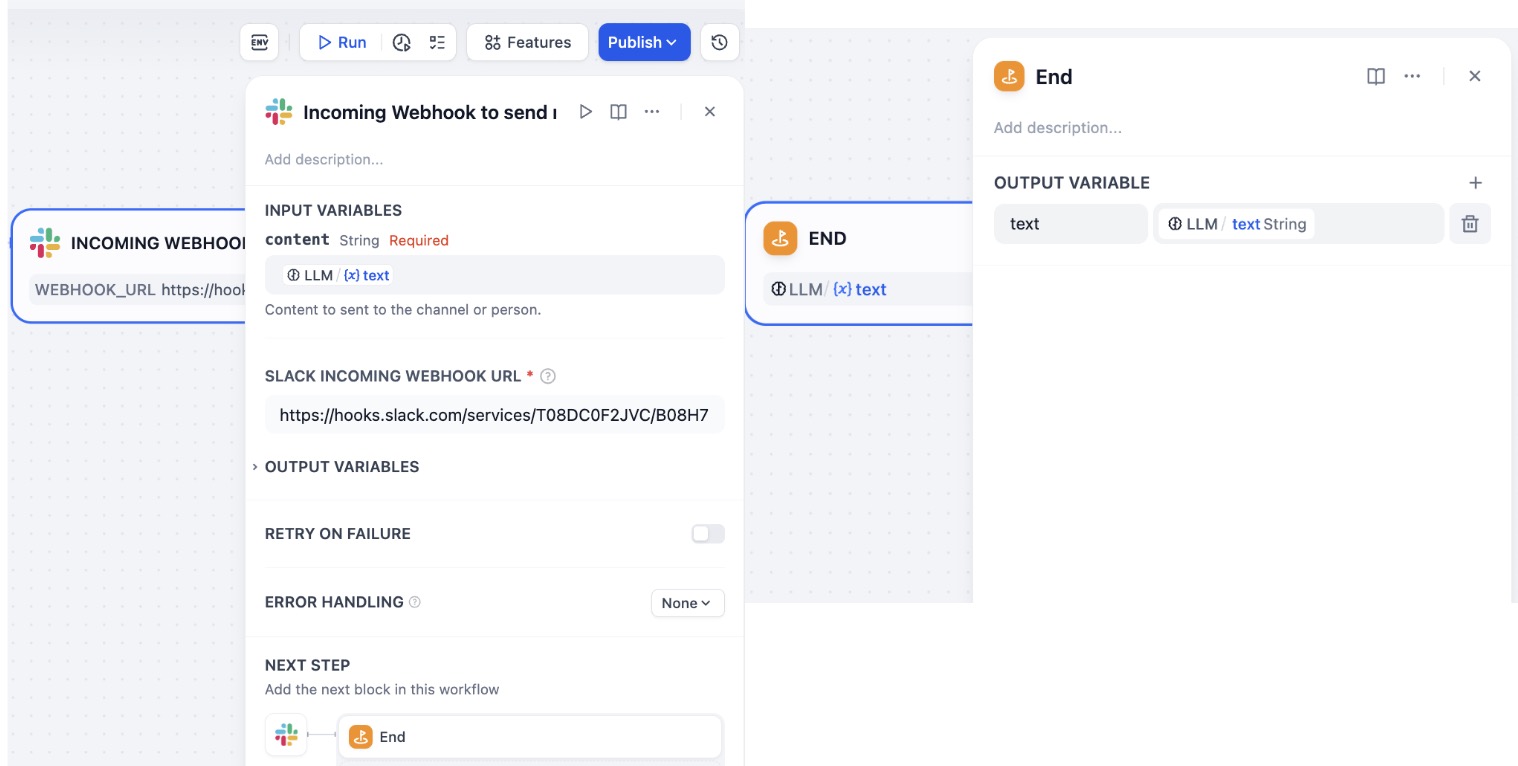 ENV
Run
Features
Publish
Incoming Webhook to send
Add description...
INCOMING WEBHOO
WEBHOOK_URL https://hook
INPUT VARIABLES
content String Required
LLM / {x} text
Content to sent to the channel or person.
SLACK INCOMING WEBHOOK URL * ?
https://hooks.slack.com/services/T08DC0F2JVC/B08H7
OUTPUT VARIABLES
RETRY ON FAILURE
ERROR HANDLING ?
None
NEXT STEP
Add the next block in this workflow
End
END
LLM / {x} text
End
Add description...
OUTPUT VARIABLE
text
LLM / text String